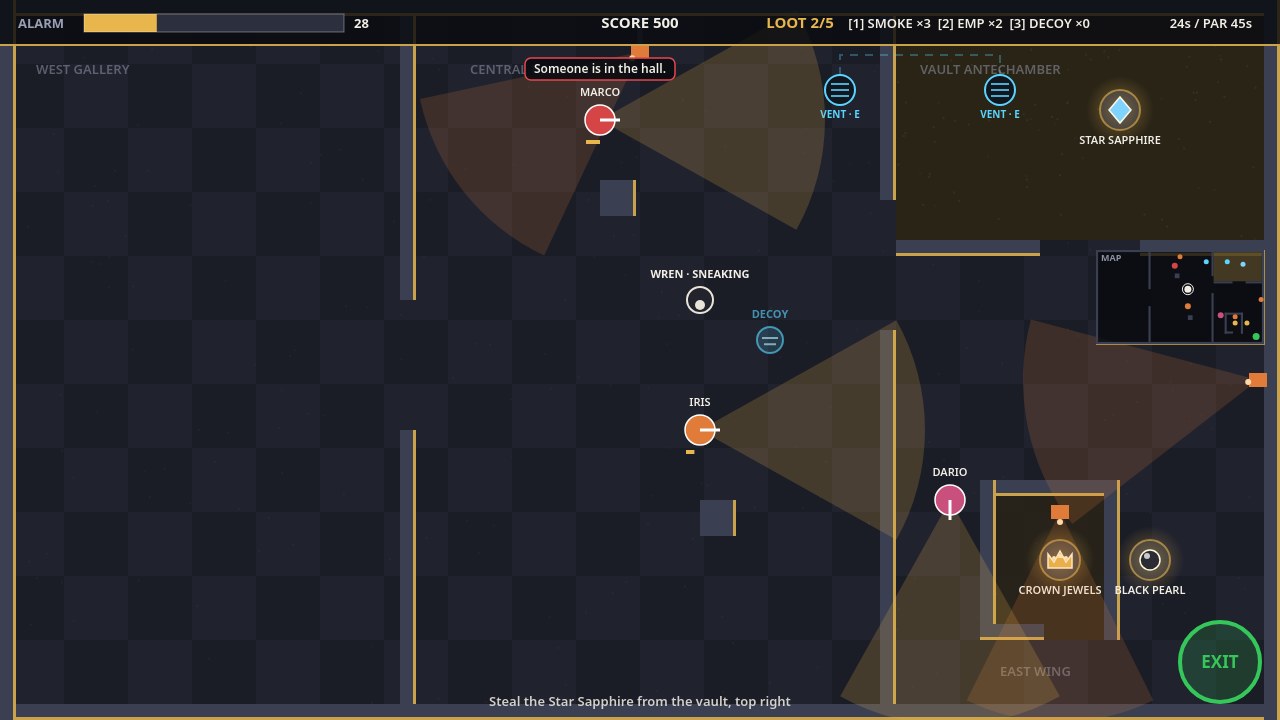 ALARM 28 SCORE 500 LOOT 2/5 [1] SMOKE ×3 [2] EMP ×2 [3] DECOY ×0 24s / PAR 45s
WEST GALLERY
CENTRAL
Someone is in the hall.
VAULT ANTECHAMBER
MARCO
VENT · E
VENT · E
STAR SAPPHIRE
MAP
WREN · SNEAKING
DECOY
IRIS
DARIO
CROWN JEWELS
BLACK PEARL
EXIT
EAST WING
Steal the Star Sapphire from the vault, top right